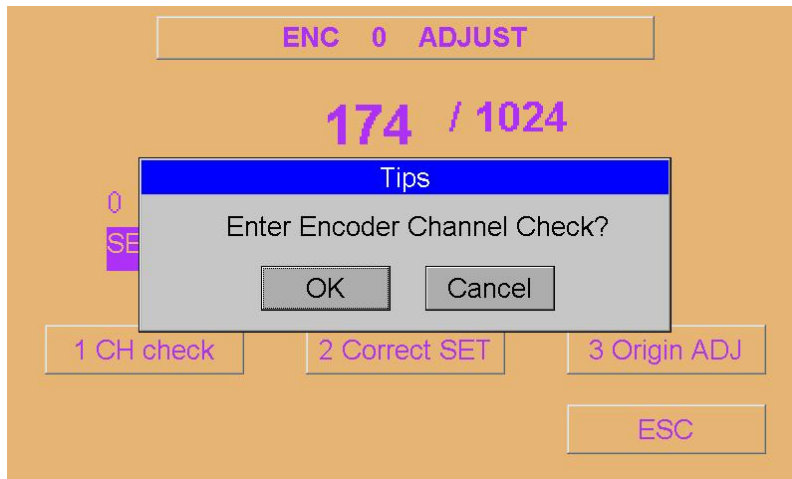 ENC 0 ADJUST
174 / 1024
Tips
0
Enter Encoder Channel Check?
SE
OK Cancel
1 CH check 2 Correct SET 3 Origin ADJ
ESC